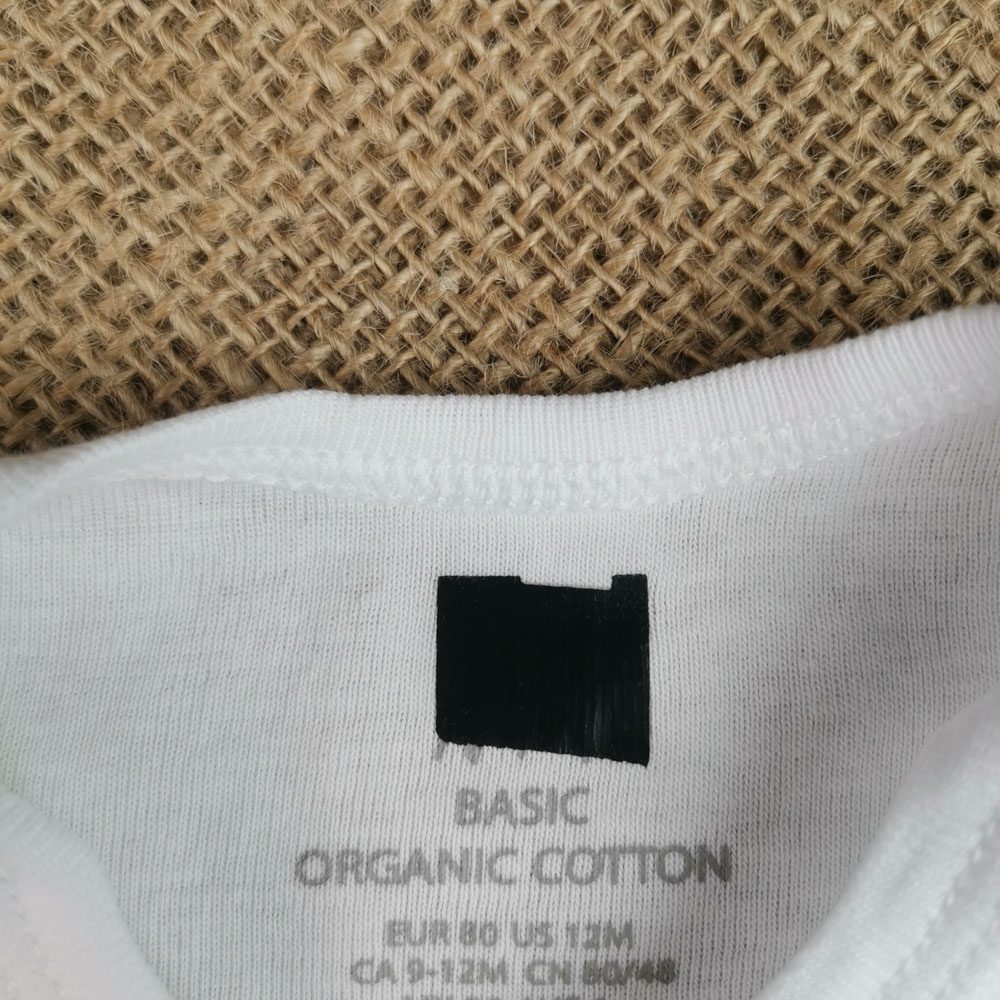 BASIC
ORGANIC COTTON
EUR 80 US 12M
CA 9-12M CN 80/48